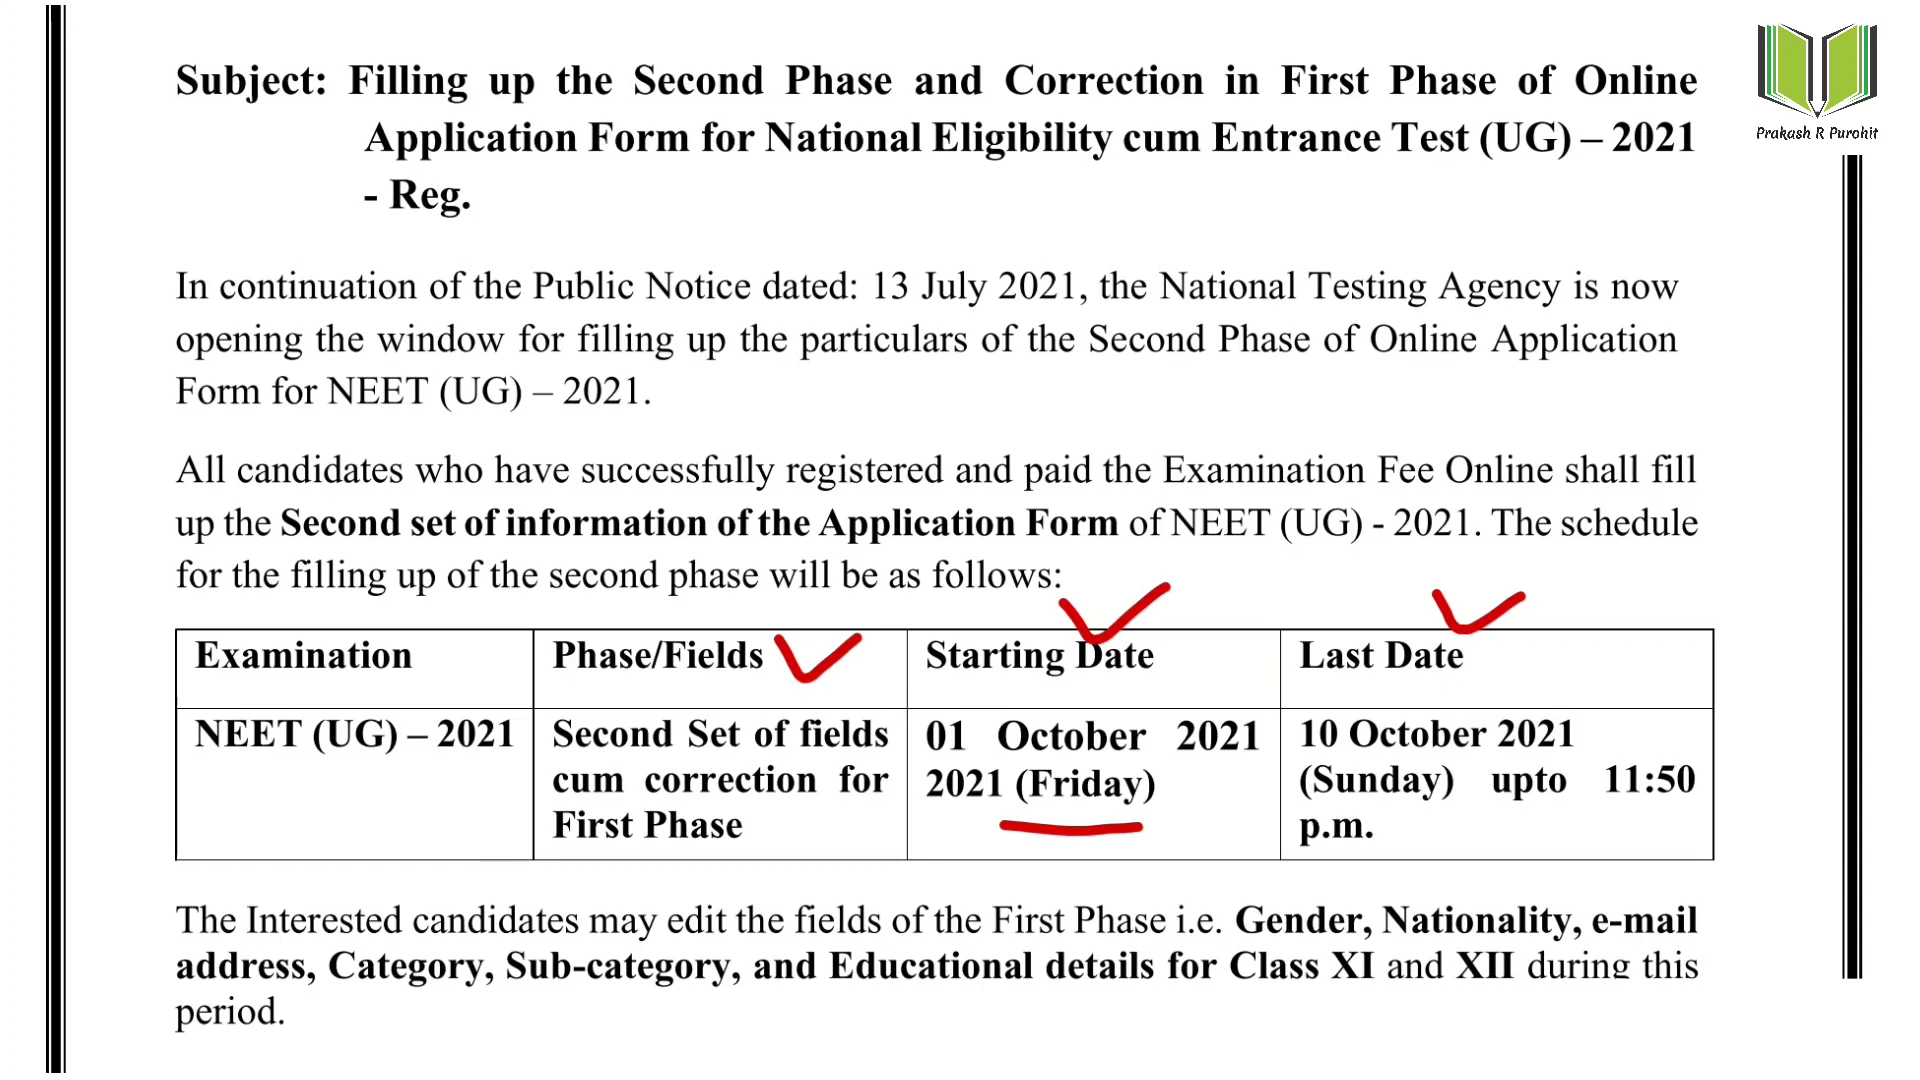 Subject: Filling up the Second Phase and Correction in First Phase of Online
Application Form for National Eligibility cum Entrance Test (UG) – 2021
- Reg.
Prakash R Purohit
In continuation of the Public Notice dated: 13 July 2021, the National Testing Agency is now
opening the window for filling up the particulars of the Second Phase of Online Application
Form for NEET (UG) – 2021.
All candidates who have successfully registered and paid the Examination Fee Online shall fill
up the Second set of information of the Application Form of NEET (UG) - 2021. The schedule
for the filling up of the second phase will be as follows:
Examination
Phase/Fields
Starting Date
Last Date
NEET (UG) – 2021
Second Set of fields
cum correction for
First Phase
01 October 2021
2021 (Friday)
10 October 2021
(Sunday) upto 11:50
p.m.
The Interested candidates may edit the fields of the First Phase i.e. Gender, Nationality, e-mail
address, Category, Sub-category, and Educational details for Class XI and XII during this
period.